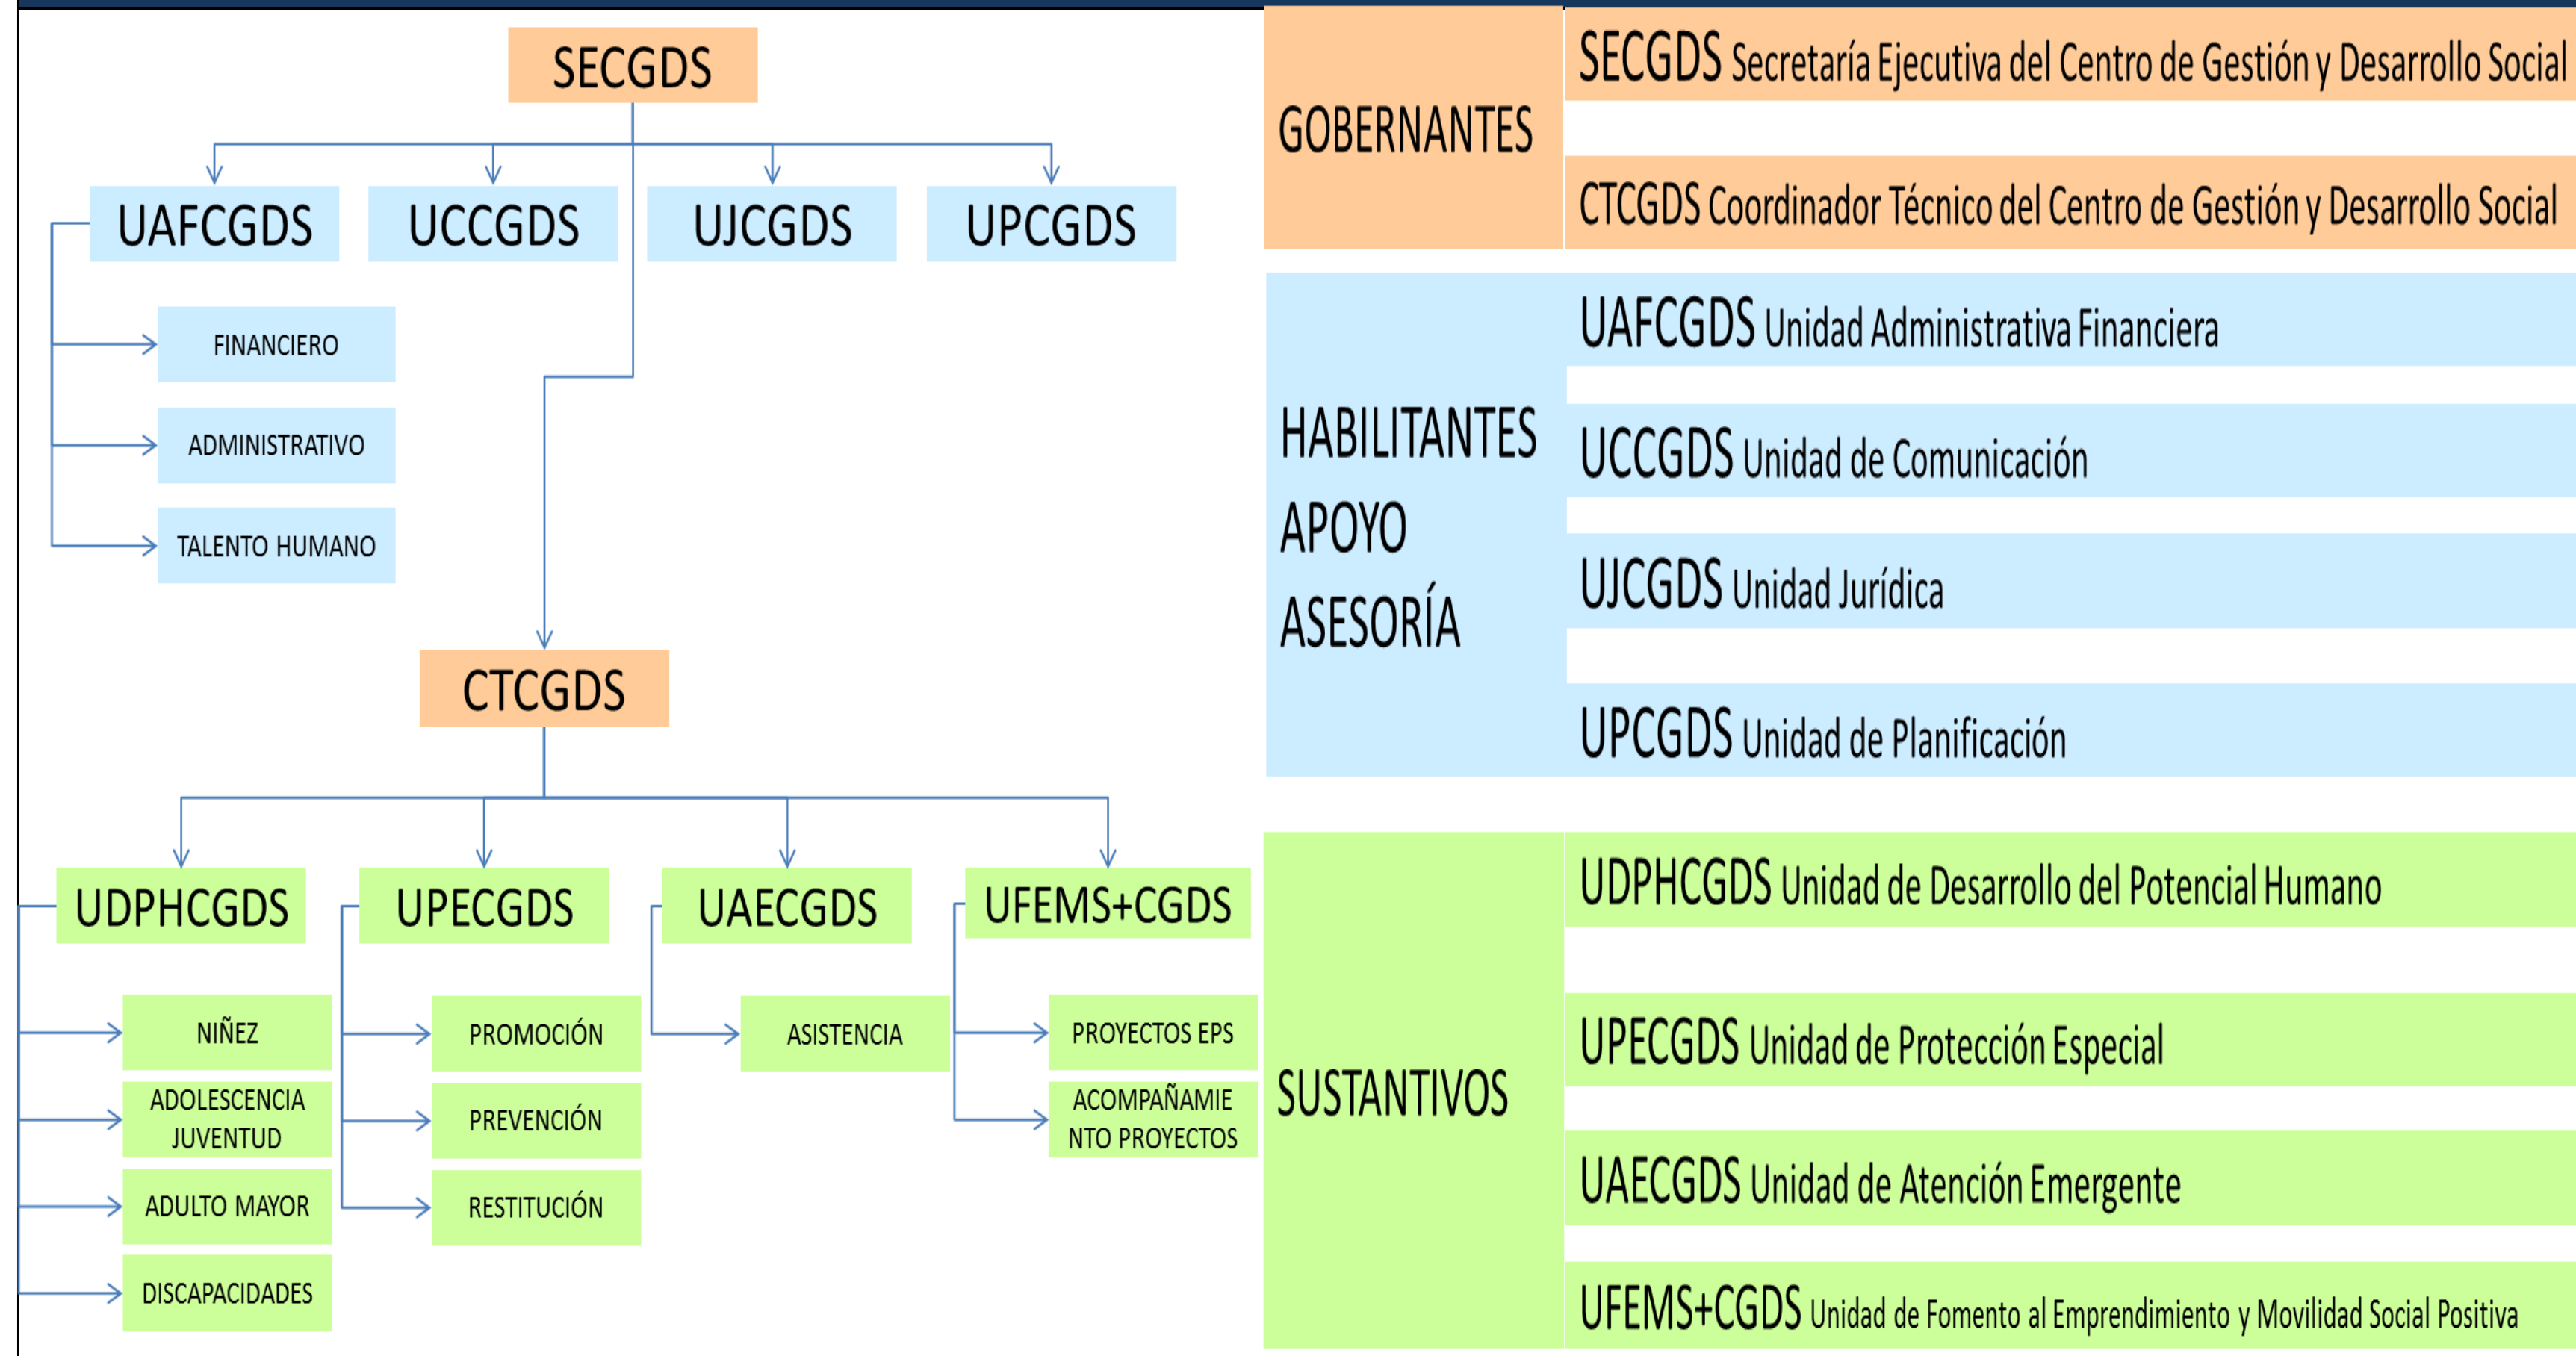 SECGDS
UAFCGDS
UCCGDS
UJCGDS
UPCGDS
FINANCIERO
ADMINISTRATIVO
TALENTO HUMANO
CTCGDS
UDPHCGDS
UPECGDS
UAECGDS
UFEMS+CGDS
NIÑEZ
ADOLESCENCIA
JUVENTUD
ADULTO MAYOR
DISCAPACIDADES
PROMOCIÓN
PREVENCIÓN
RESTITUCIÓN
ASISTENCIA
PROYECTOS EPS
ACOMPAÑAMIE
NTO PROYECTOS
GOBERNANTES
SECGDS Secretaría Ejecutiva del Centro de Gestión y Desarrollo Social
CTCGDS Coordinador Técnico del Centro de Gestión y Desarrollo Social
HABILITANTES
APOYO
ASESORÍA
UAFCGDS Unidad Administrativa Financiera
UCCGDS Unidad de Comunicación
UJCGDS Unidad Jurídica
UPCGDS Unidad de Planificación
SUSTANTIVOS
UDPHCGDS Unidad de Desarrollo del Potencial Humano
UPECGDS Unidad de Protección Especial
UAECGDS Unidad de Atención Emergente
UFEMS+CGDS Unidad de Fomento al Emprendimiento y Movilidad Social Positiva